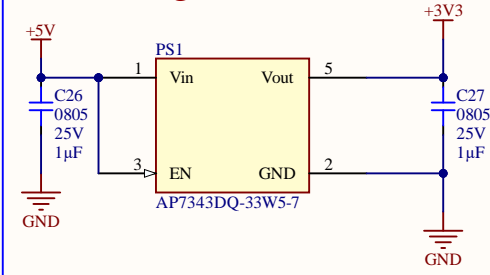 +5V
+3V3
PS1
1
Vin
Vout
5
C26
0805
25V
1µF
C27
0805
25V
1µF
3
EN
GND
2
AP7343DQ-33W5-7
GND
GND